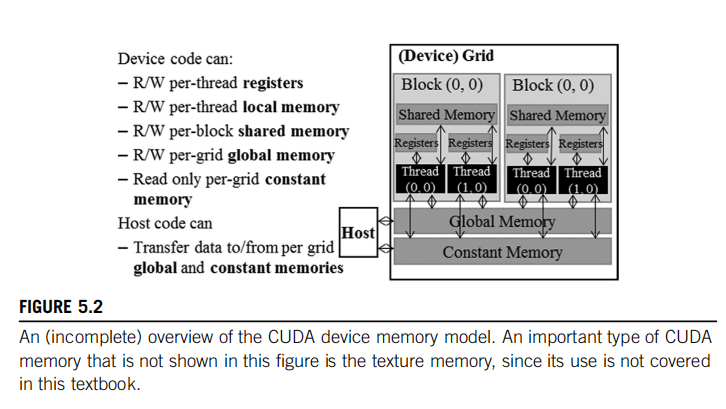 Device code can:
– R/W per-thread registers
– R/W per-thread local memory
– R/W per-block shared memory
– R/W per-grid global memory
– Read only per-grid constant
memory
Host code can
– Transfer data to/from per grid
global and constant memories
(Device) Grid
Block (0, 0)
Block (0, 0)
Shared Memory
Shared Memory
Registers
Registers
Registers
Registers
Thread
(0, 0)
Thread
(1, 0)
Thread
(0, 0)
Thread
(1, 0)
Host
Global Memory
Constant Memory
FIGURE 5.2
An (incomplete) overview of the CUDA device memory model. An important type of CUDA
memory that is not shown in this figure is the texture memory, since its use is not covered
in this textbook.